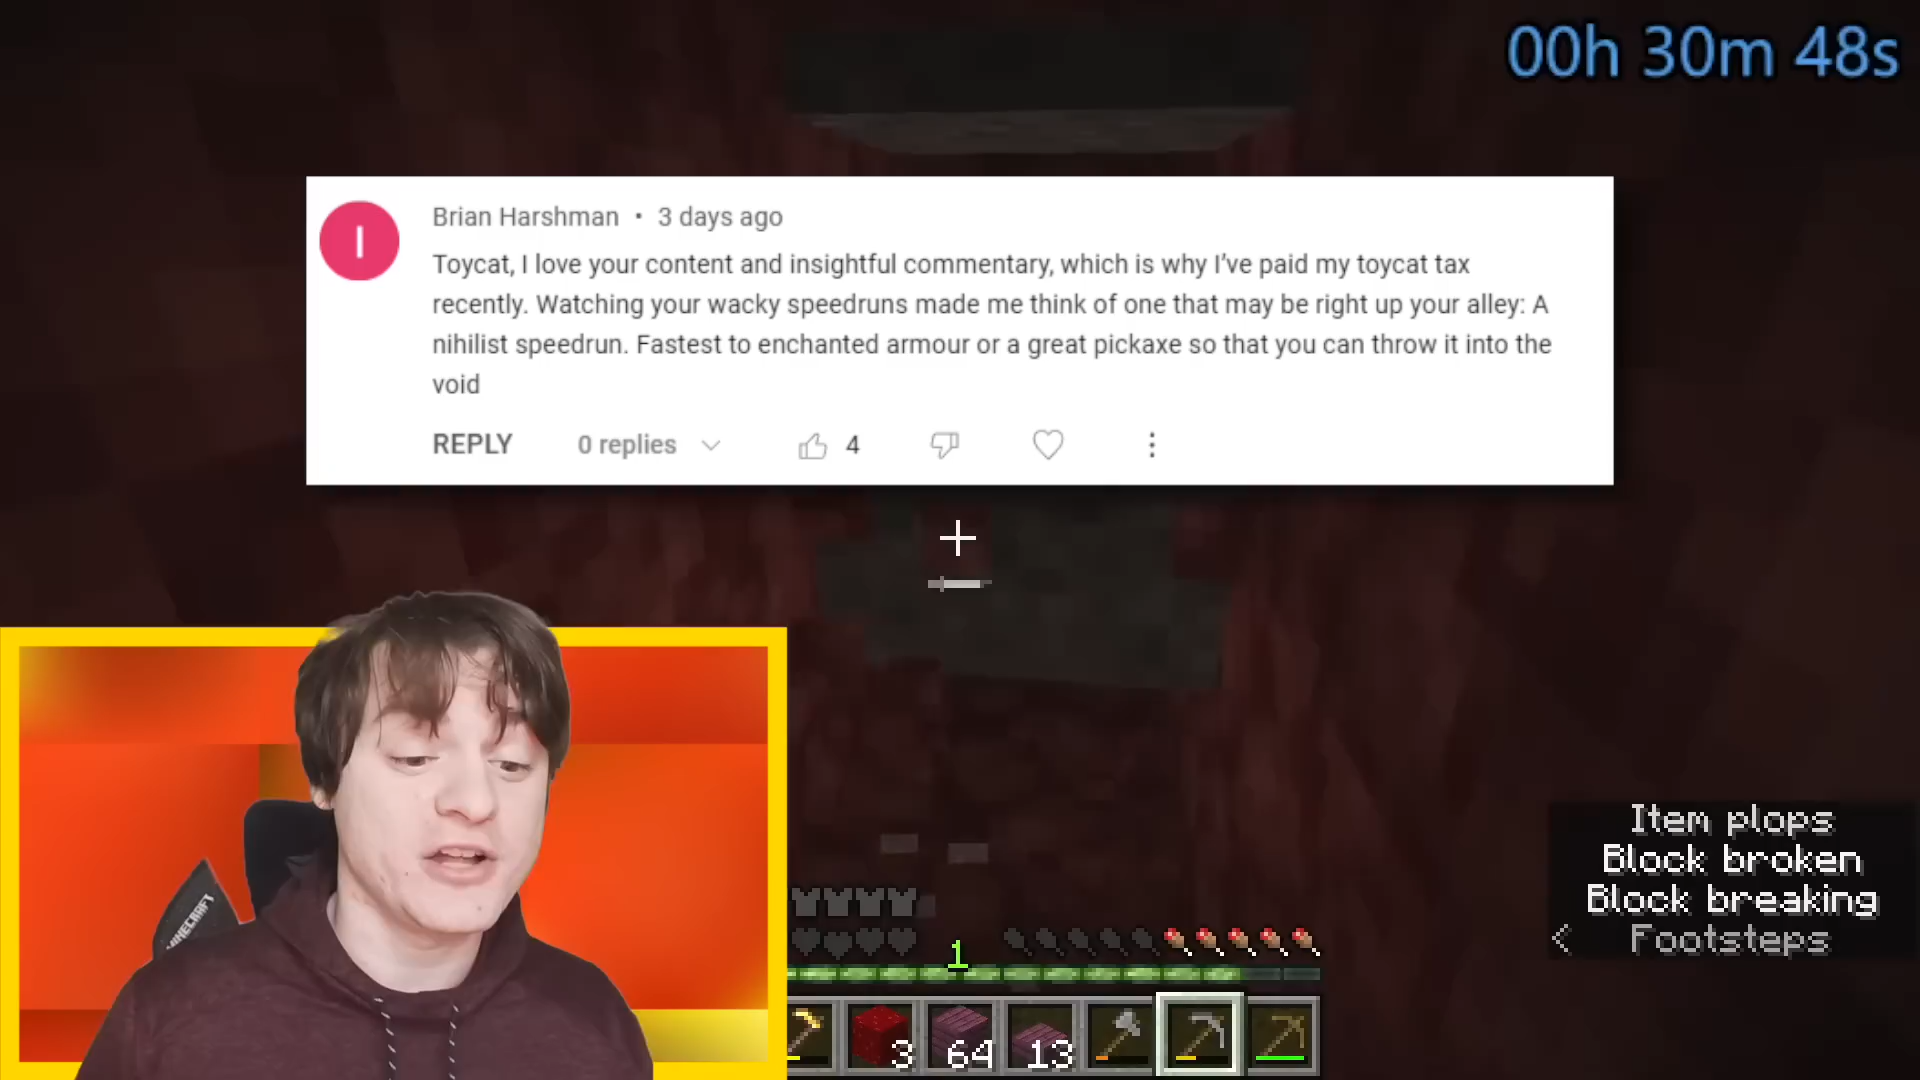 00h 30m 48s
I
Brian Harshman • 3 days ago
Toycat, I love your content and insightful commentary, which is why I've paid my toycat tax
recently. Watching your wacky speedruns made me think of one that may be right up your alley: A
nihilist speedrun. Fastest to enchanted armour or a great pickaxe so that you can throw it into the
void
REPLY 0 replies 4
Item plops
Block broken
Block breaking
< Footsteps
MINECRAFT
1
3 64 13